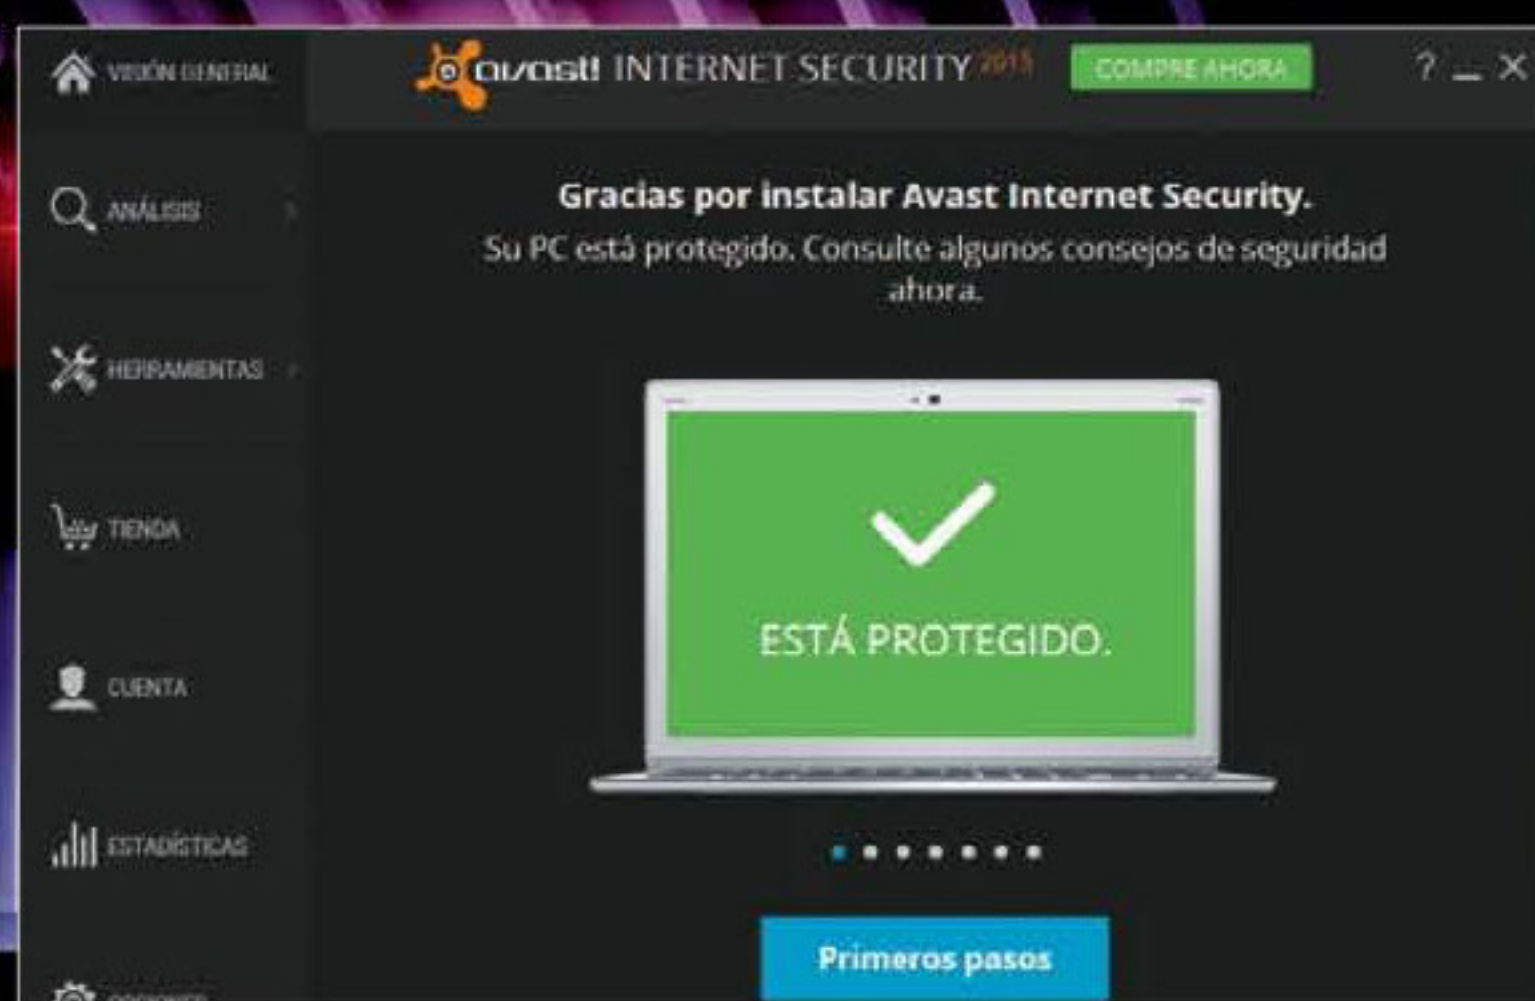 VISIÓN GENERAL
avast! INTERNET SECURITY 2015
COMPRE AHORA
?
ANÁLISIS
HERRAMIENTAS
TIENDA
CUENTA
ESTADÍSTICAS
Gracias por instalar Avast Internet Security.
Su PC está protegido. Consulte algunos consejos de seguridad
ahora.
ESTÁ PROTEGIDO.
Primeros pasos